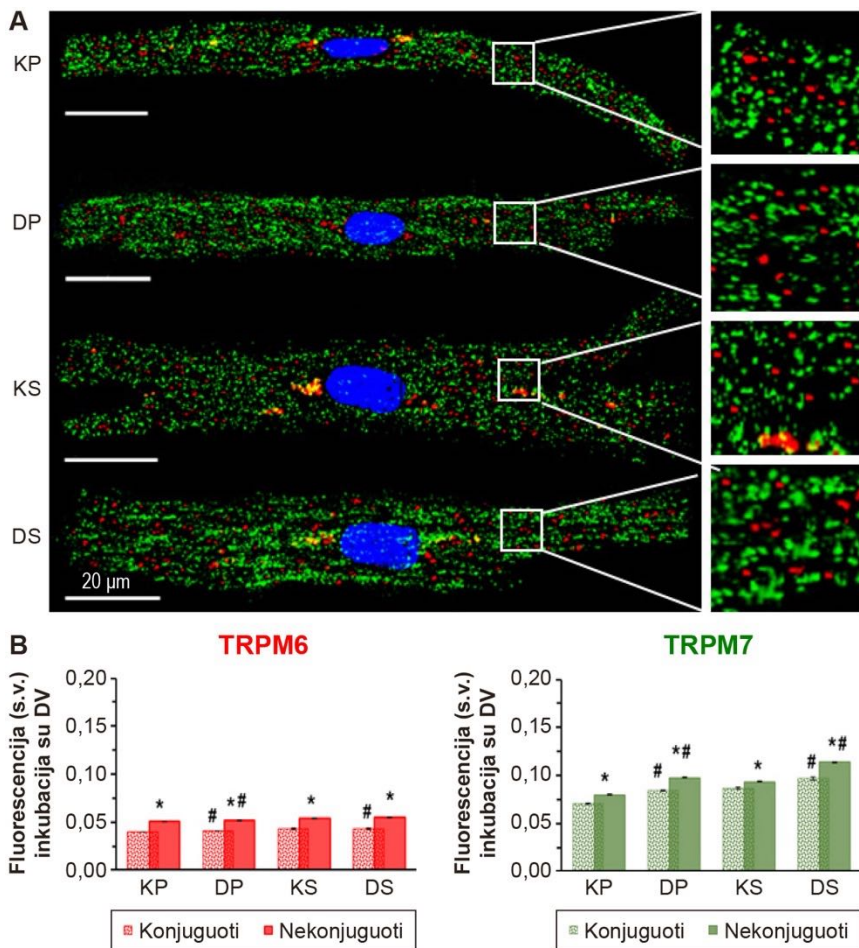 A
KP
DP
KS
DS
20 μm
B
TRPM6
Fluorescencija (s.v.)
inkubacija su DV
0,20
0,15
0,10
0,05
0,00
*
# *#
*
# *
KP DP KS DS
Konjuguoti Nekonjuguoti
TRPM7
Fluorescencija (s.v.)
inkubacija su DV
0,20
0,15
0,10
0,05
0,00
*
# *#
*
# *#
KP DP KS DS
Konjuguoti Nekonjuguoti